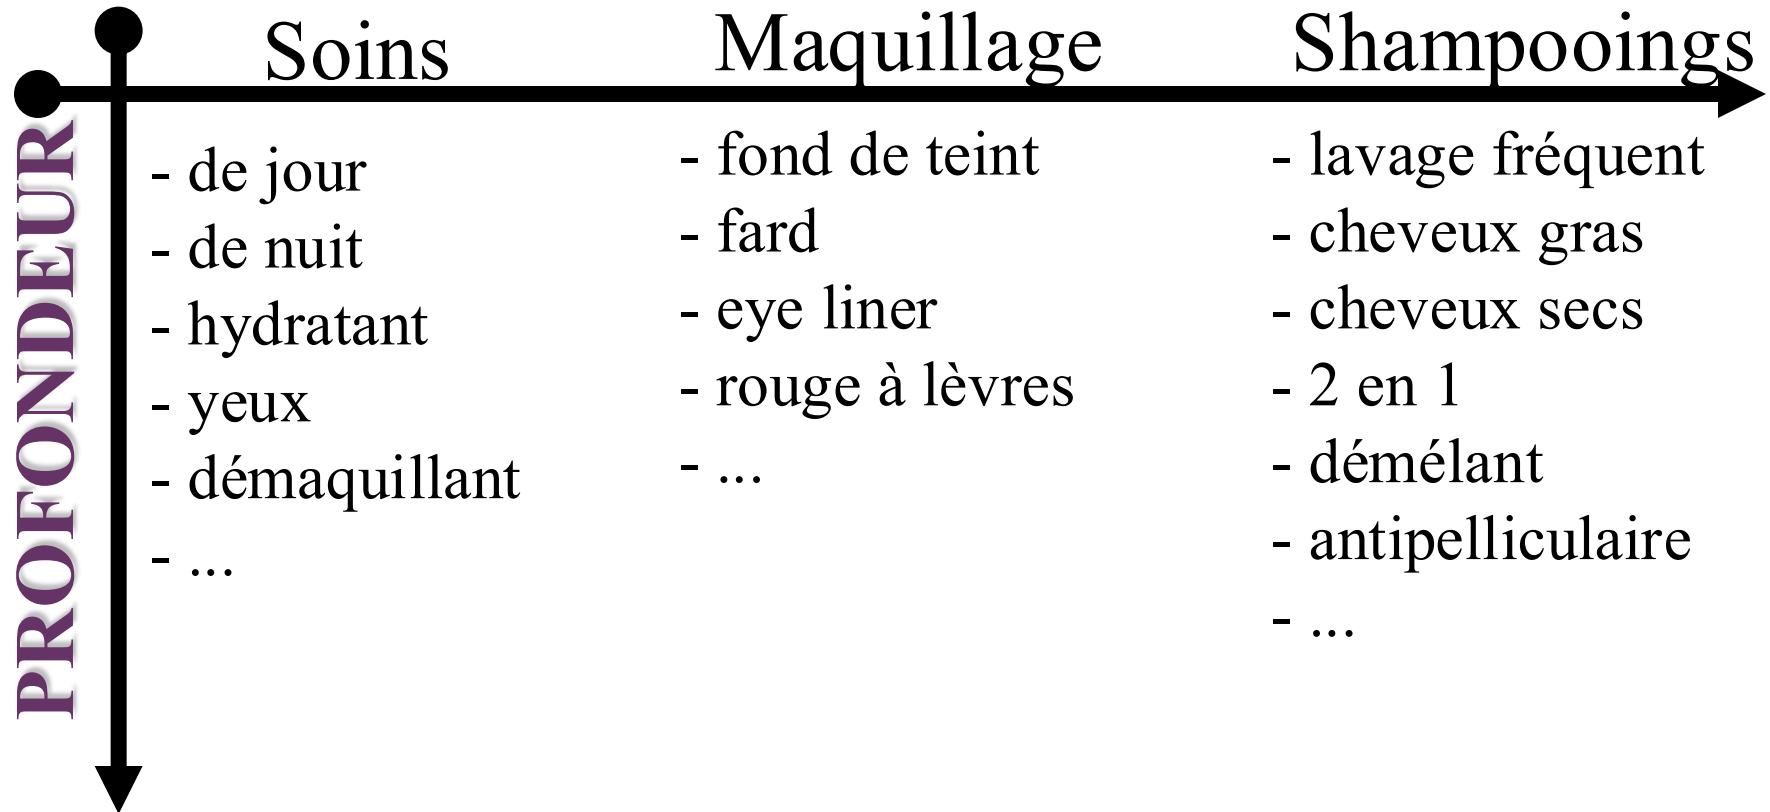 Soins
Maquillage
Shampooings
PROFONDEUR
- de jour
- de nuit
- hydratant
- yeux
- démaquillant
- ...
- fond de teint
- fard
- eye liner
- rouge à lèvres
- ...
- lavage fréquent
- cheveux gras
- cheveux secs
- 2 en 1
- démélant
- antipelliculaire
- ...